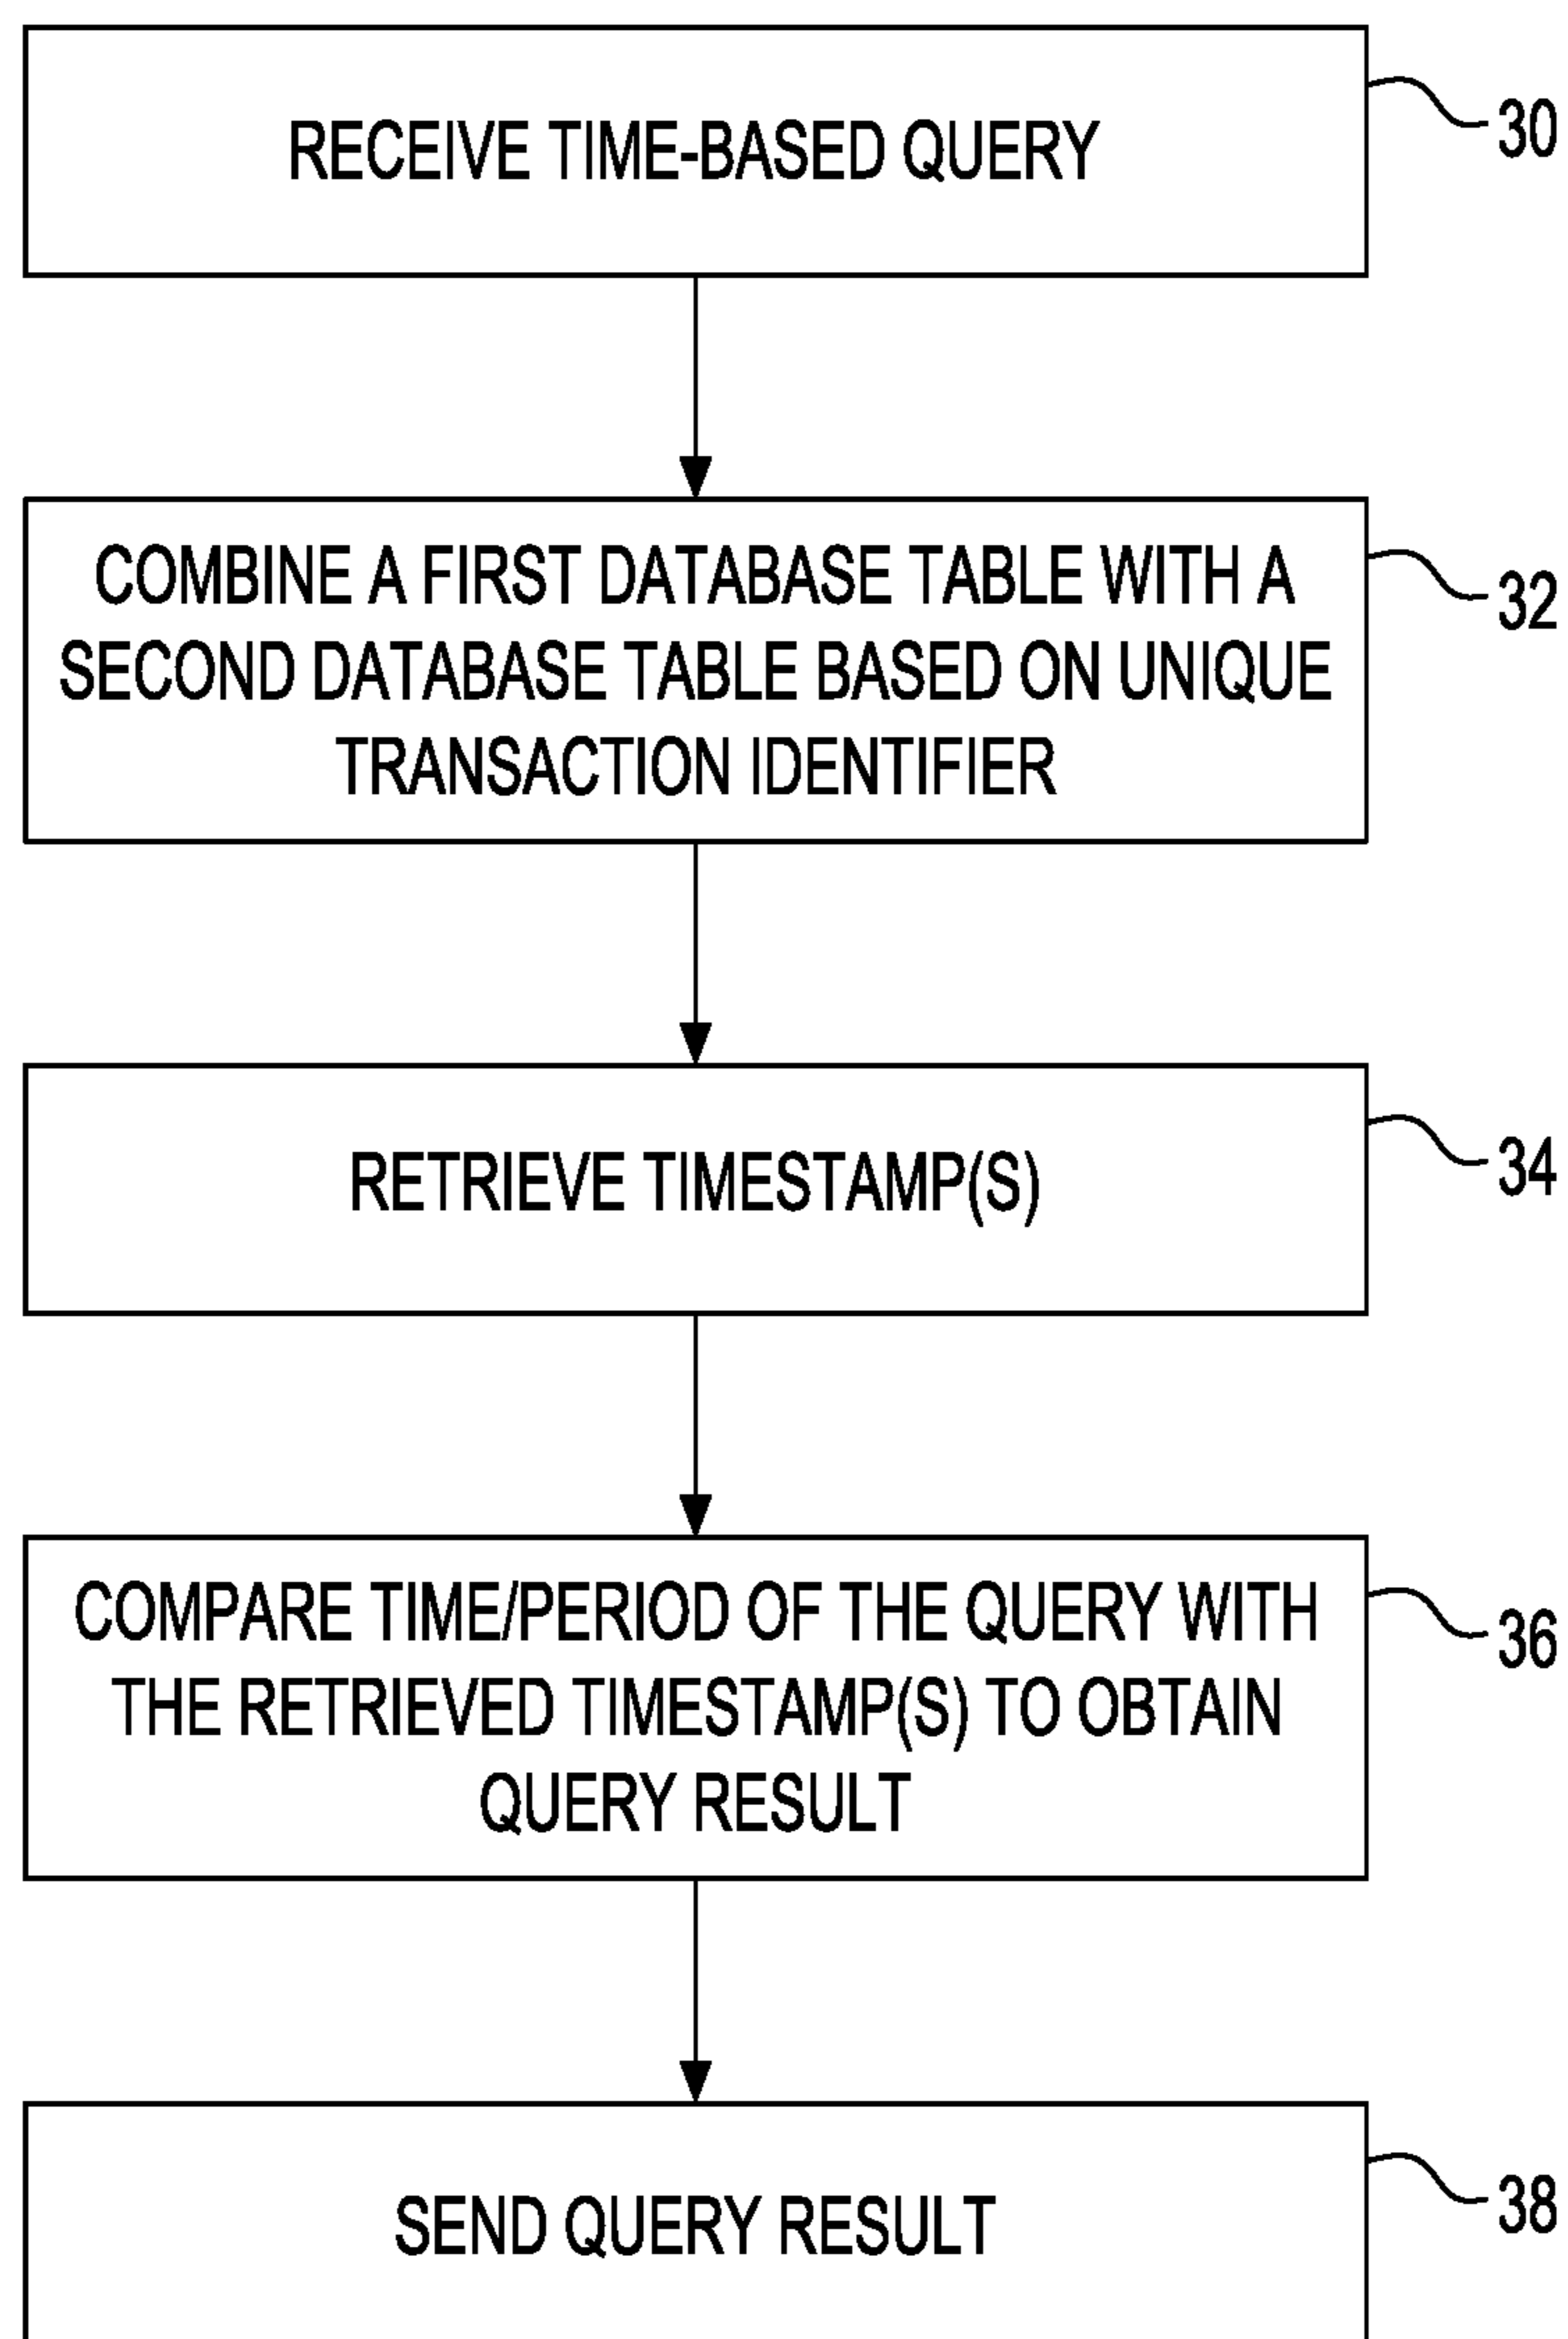 RECEIVE TIME-BASED QUERY
30
COMBINE A FIRST DATABASE TABLE WITH A
SECOND DATABASE TABLE BASED ON UNIQUE
TRANSACTION IDENTIFIER
32
RETRIEVE TIMESTAMP(S)
34
COMPARE TIME/PERIOD OF THE QUERY WITH
THE RETRIEVED TIMESTAMP(S) TO OBTAIN
QUERY RESULT
36
SEND QUERY RESULT
38